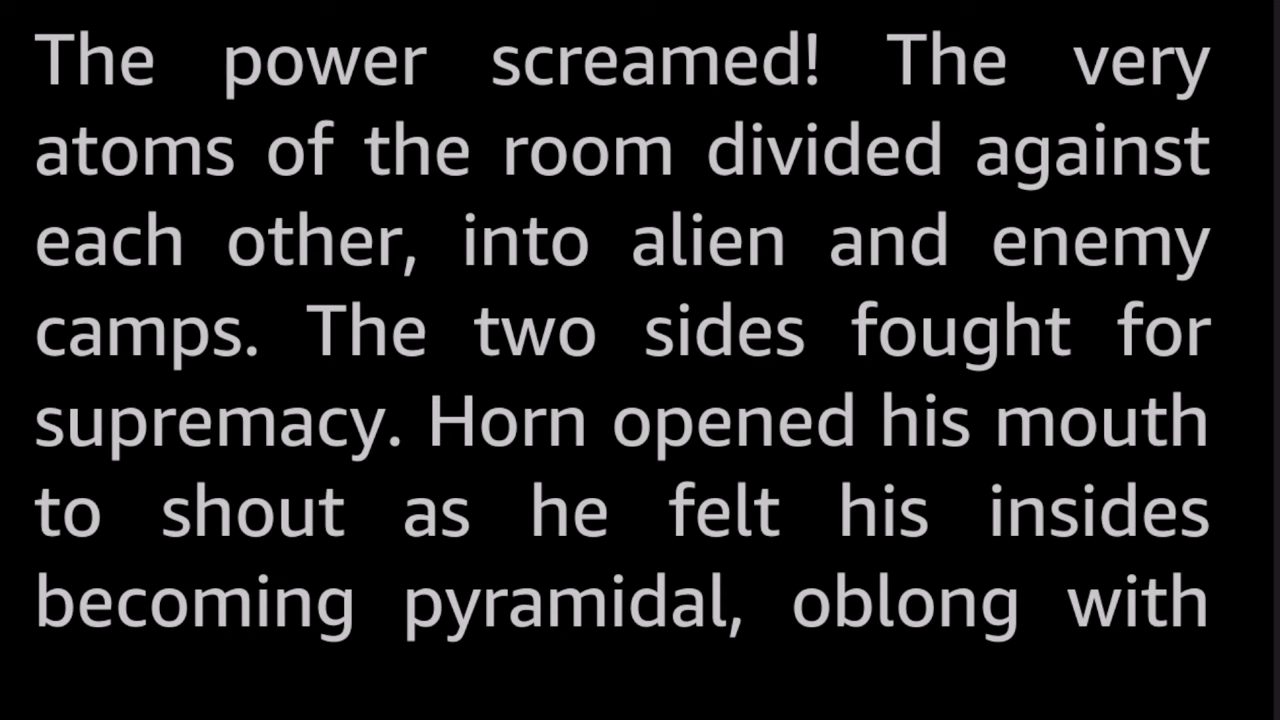 The power screamed! The very
atoms of the room divided against
each other, into alien and enemy
camps. The two sides fought for
supremacy. Horn opened his mouth
to shout as he felt his insides
becoming pyramidal, oblong with